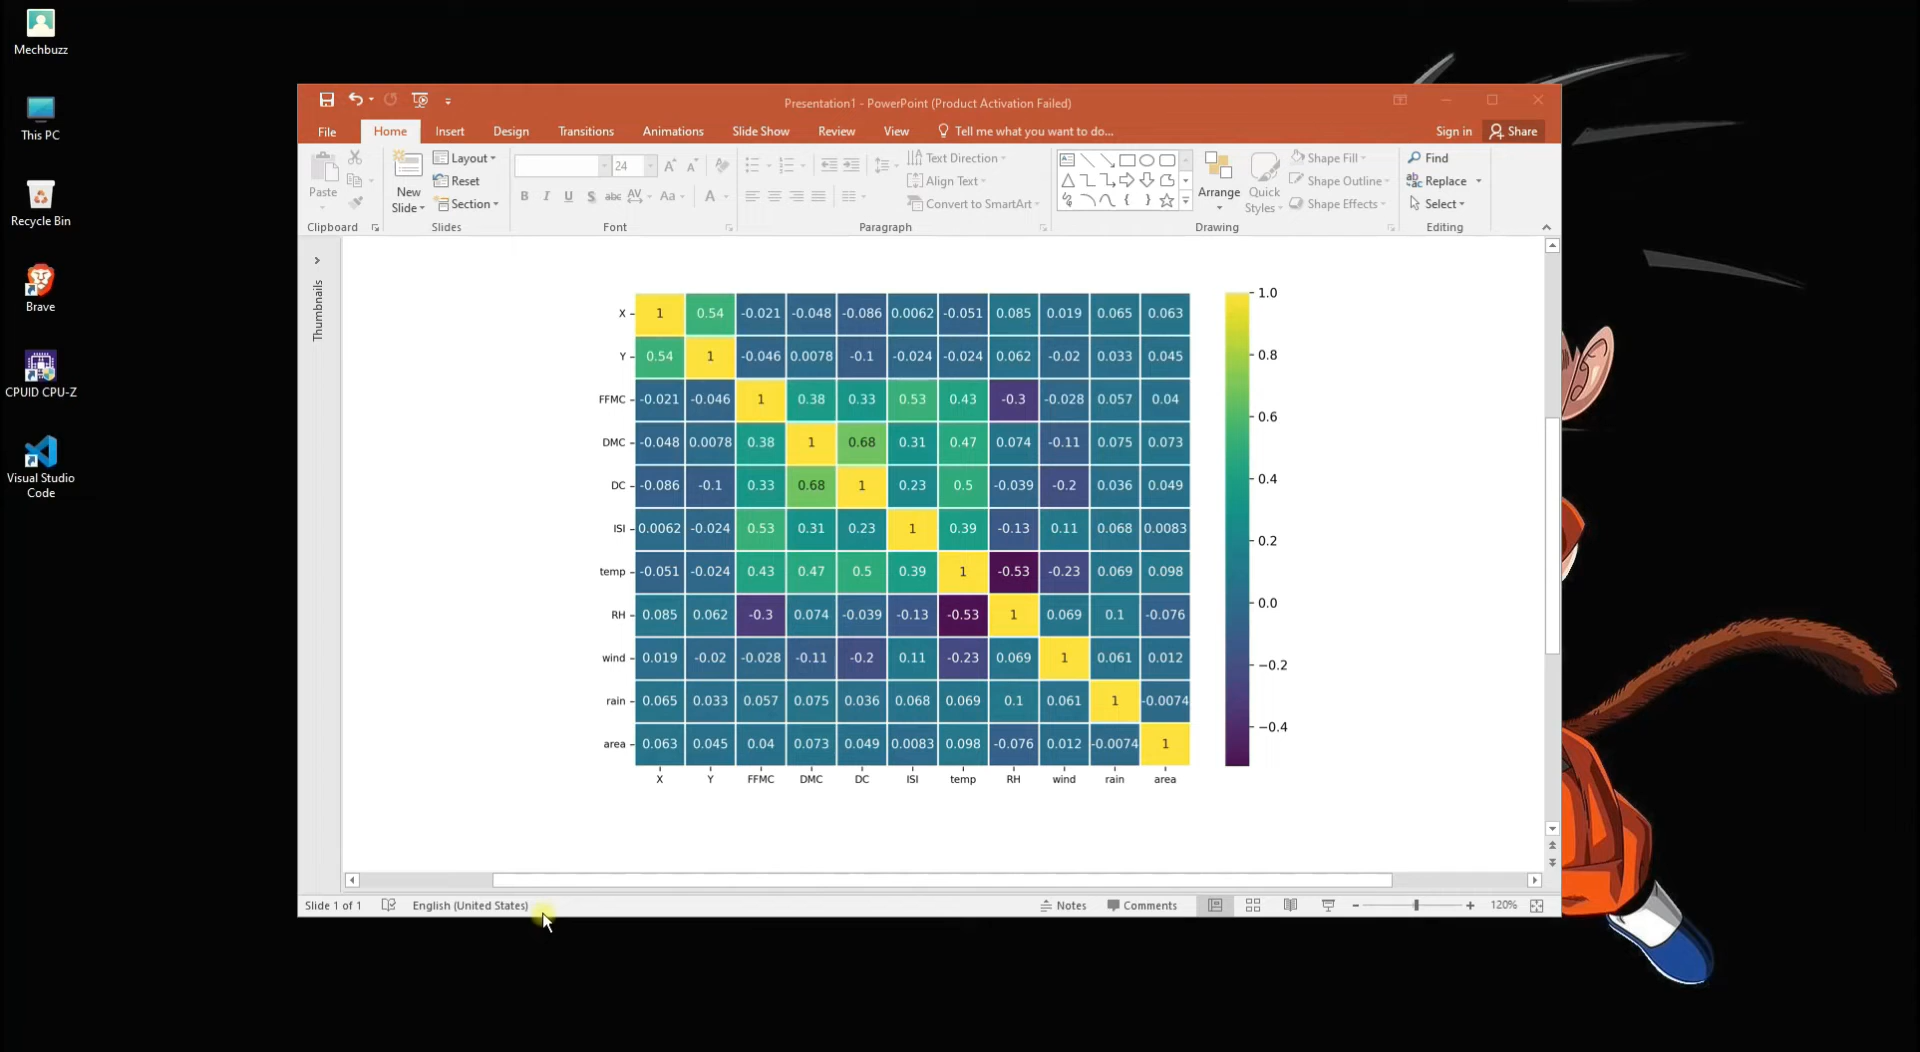 Mechbuzz
This PC
Recycle Bin
Brave
CPUID CPU-Z
Visual Studio
Code
Presentation1 - PowerPoint (Product Activation Failed)
File Home Insert Design Transitions Animations Slide Show Review View Tell me what you want to do... Sign in Share
Paste
Clipboard
New
Slide
Layout
Reset
Section
Slides
24
B I U S abc AV Aa A
Font
Text Direction
Align Text
Convert to SmartArt
Paragraph
Arrange
Quick
Styles
Shape Fill
Shape Outline
Shape Effects
Drawing
Find
Replace
Select
Editing
Thumbnails
X 1 0.54 -0.021 -0.048 -0.086 0.0062 -0.051 0.085 0.019 0.065 0.063
Y 0.54 1 -0.046 0.0078 -0.1 -0.024 -0.024 0.062 -0.02 0.033 0.045
FFMC -0.021 -0.046 1 0.38 0.33 0.53 0.43 -0.3 -0.028 0.057 0.04
DMC -0.048 0.0078 0.38 1 0.68 0.31 0.47 0.074 -0.11 0.075 0.073
DC -0.086 -0.1 0.33 0.68 1 0.23 0.5 -0.039 -0.2 0.036 0.049
ISI 0.0062 -0.024 0.53 0.31 0.23 1 0.39 -0.13 0.11 0.068 0.0083
temp -0.051 -0.024 0.43 0.47 0.5 0.39 1 -0.53 -0.23 0.069 0.098
RH 0.085 0.062 -0.3 0.074 -0.039 -0.13 -0.53 1 0.069 0.1 -0.076
wind 0.019 -0.02 -0.028 -0.11 -0.2 0.11 -0.23 0.069 1 0.061 0.012
rain 0.065 0.033 0.057 0.075 0.036 0.068 0.069 0.1 0.061 1 -0.0074
area 0.063 0.045 0.04 0.073 0.049 0.0083 0.098 -0.076 0.012 -0.0074 1
X Y FFMC DMC DC ISI temp RH wind rain area
1.0
0.8
0.6
0.4
0.2
0.0
−0.2
−0.4
Slide 1 of 1 English (United States) Notes Comments 120%